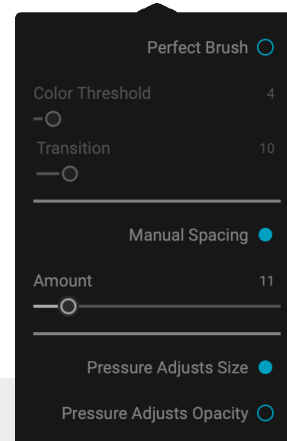 Perfect Brush
Color Threshold 4
Transition 10
Manual Spacing
Amount 11
Pressure Adjusts Size
Pressure Adjusts Opacity